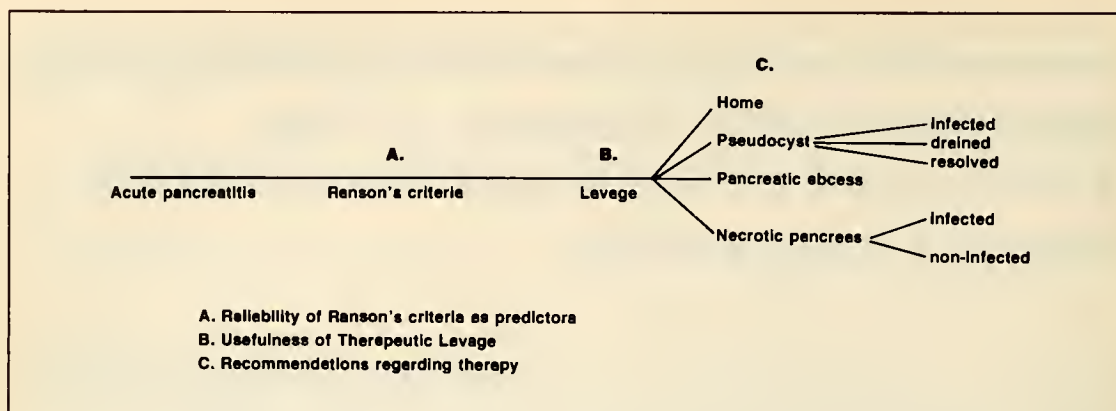 C.
Home
Pseudocyst
infected
drained
resolved
A.
B.
Acute pancreatitis
Ranson's criteria
Lavage
Pancreatic abcess
Necrotic pancreas
infected
non-infected
A. Reliability of Ranson's criteria as predictors
B. Usefulness of Therapeutic Lavage
C. Recommendations regarding therapy